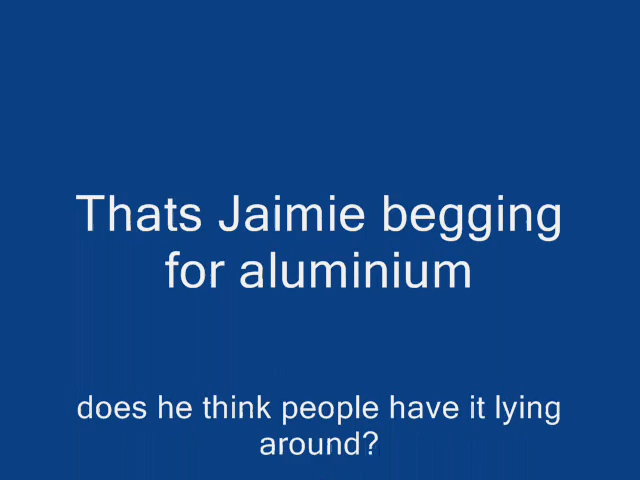 Thats Jaimie begging
for aluminium
does he think people have it lying
around?